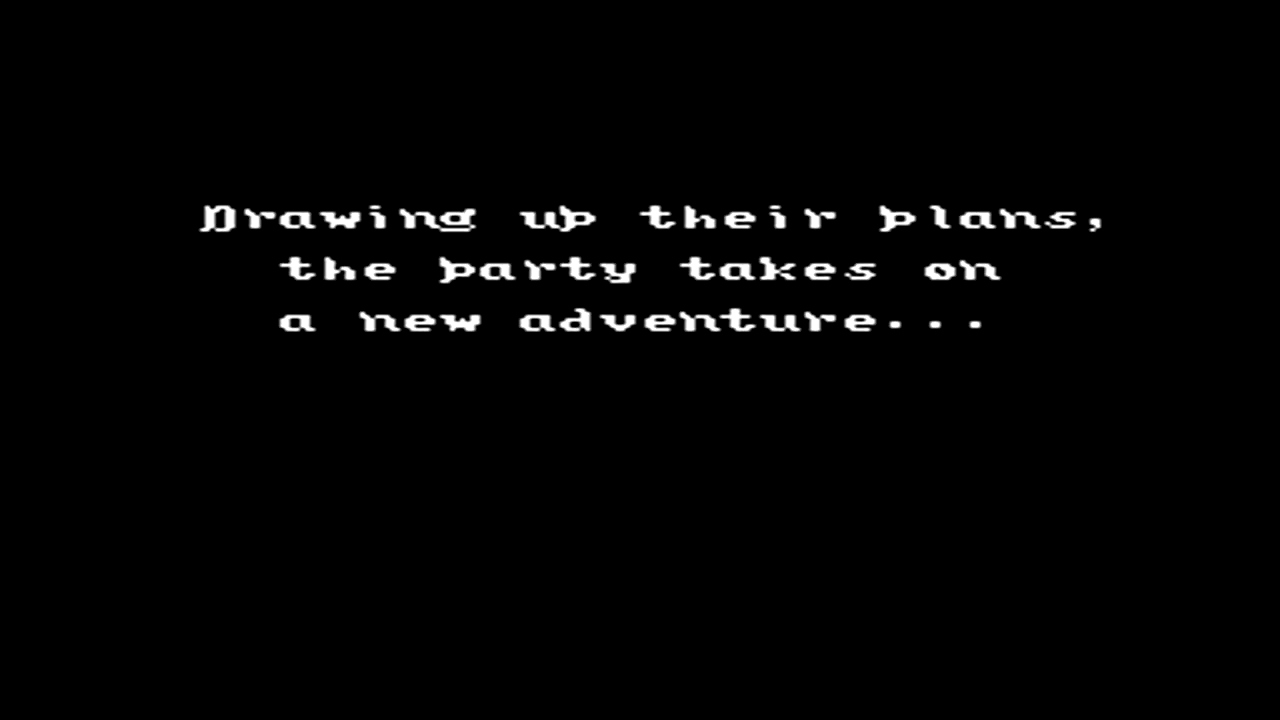 Drawing up their plans,
the party takes on
a new adventure...